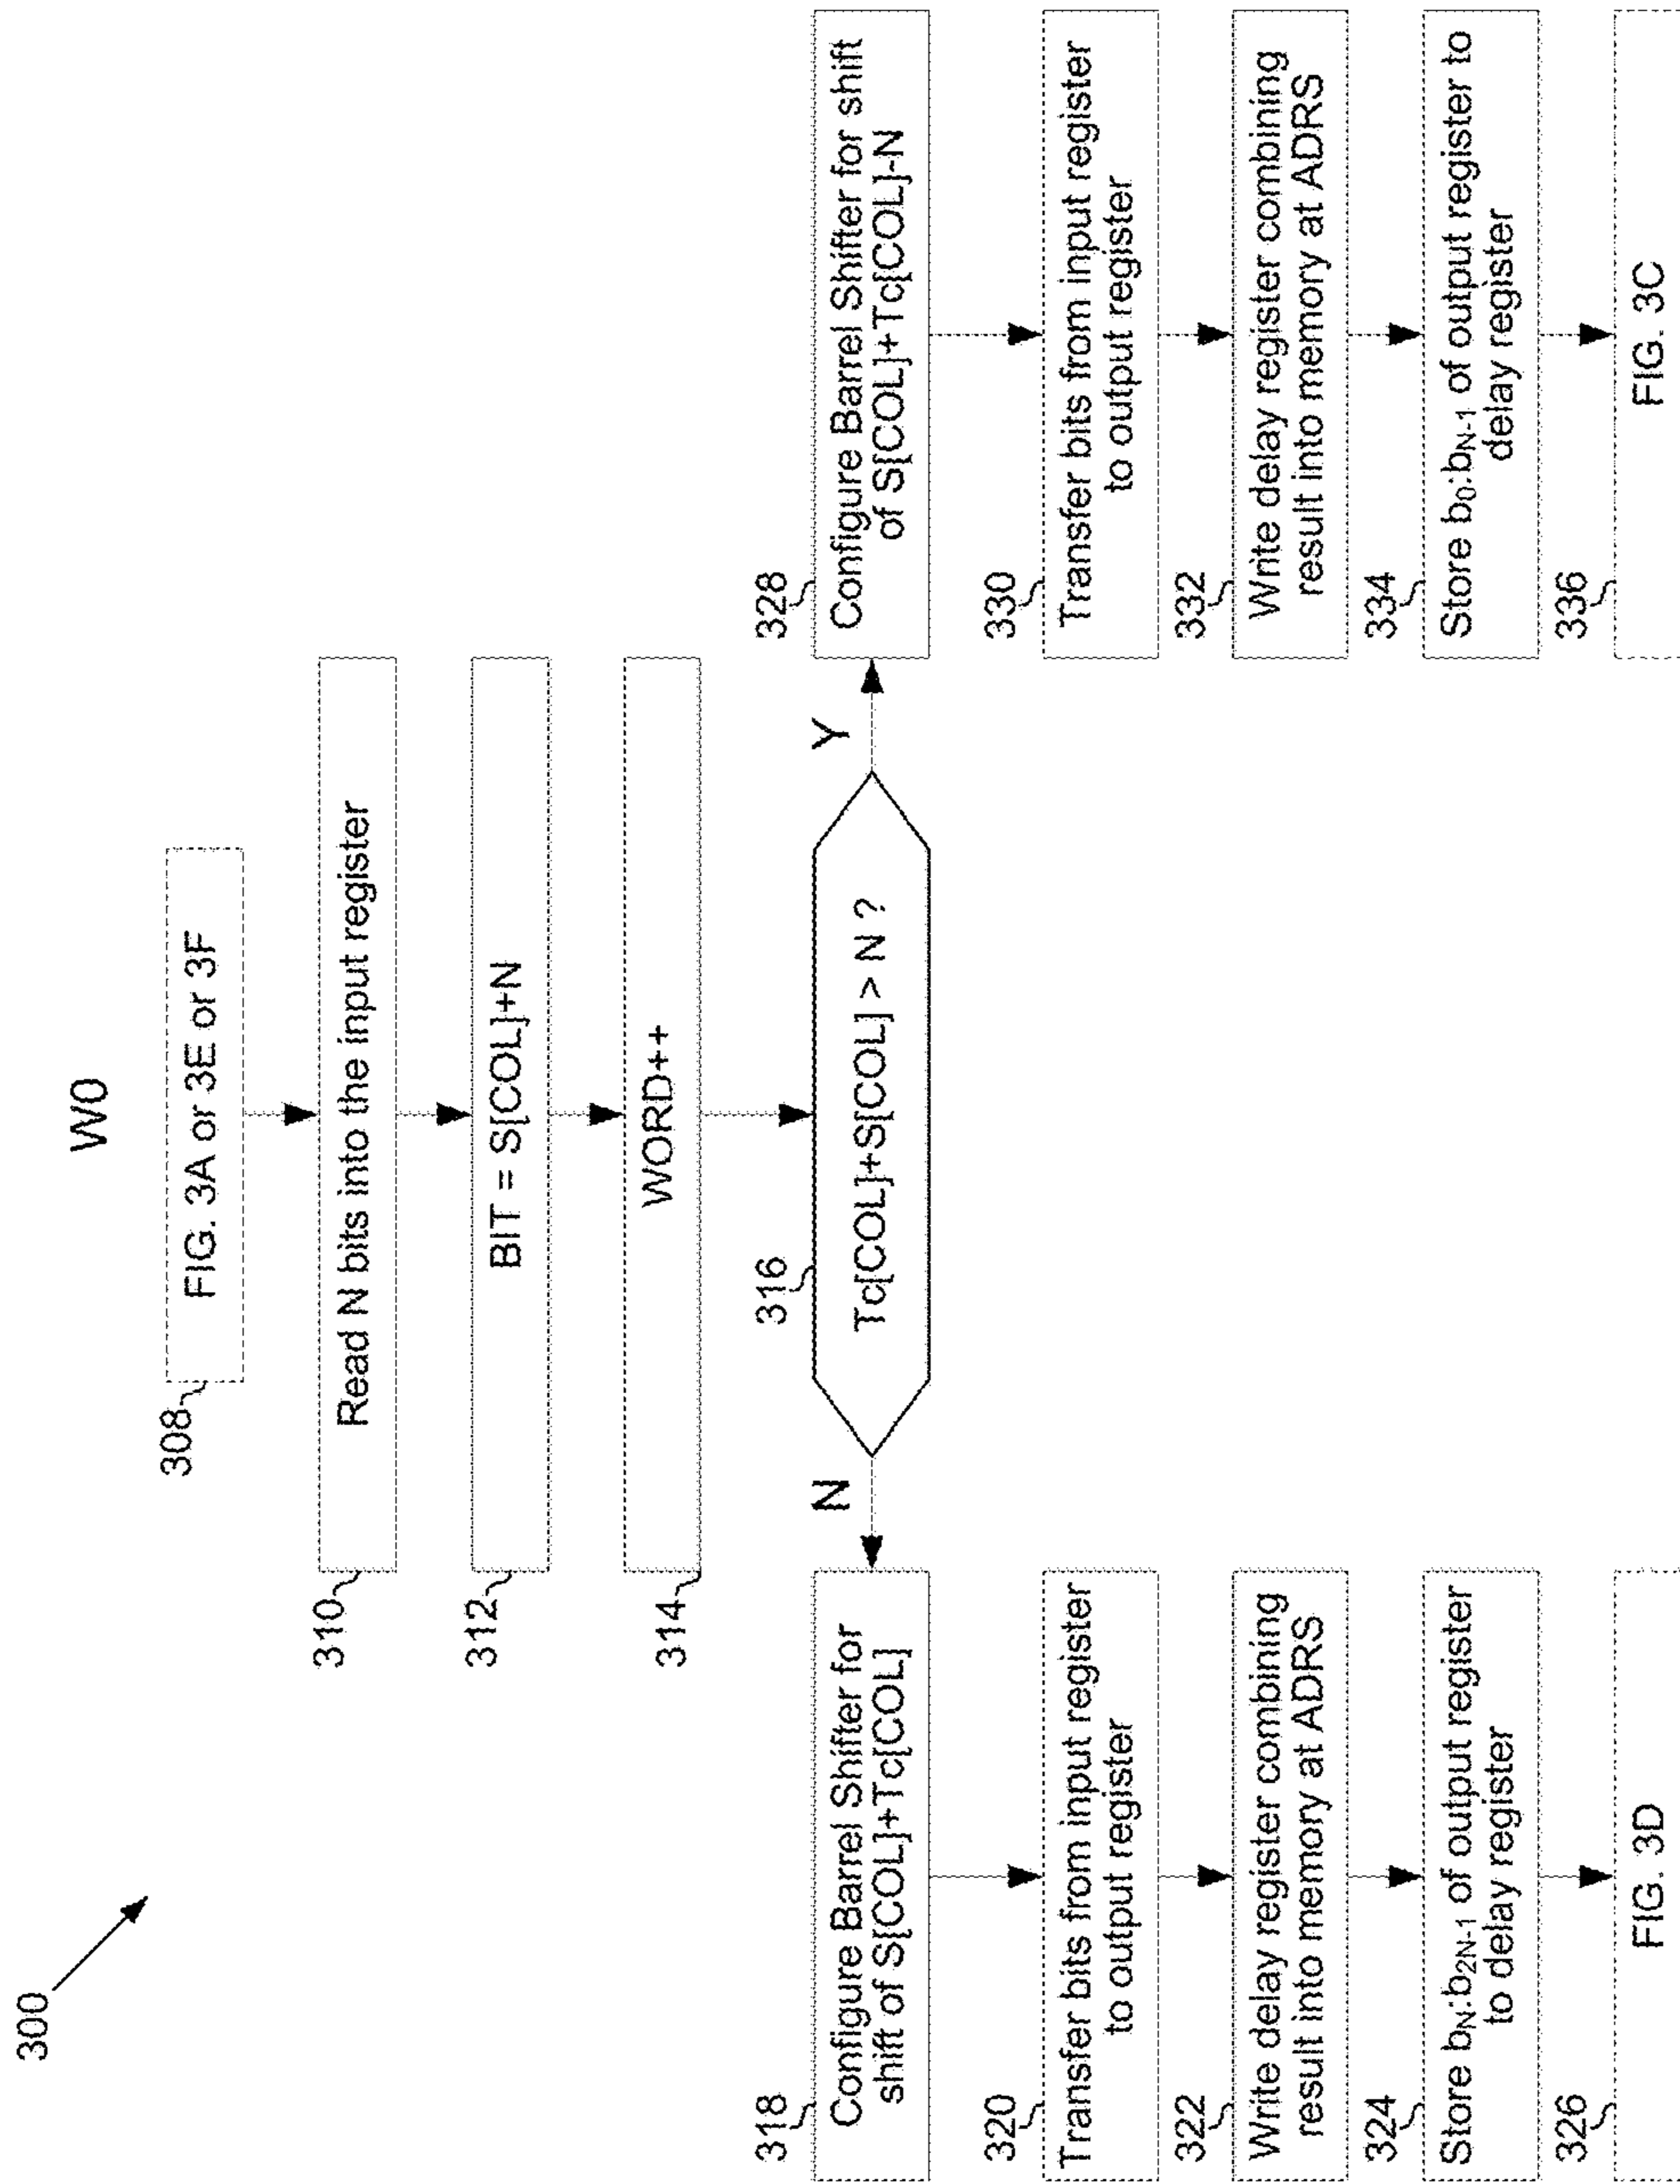 300
W0
308
FIG. 3A or 3E or 3F
310
Read N bits into the input register
312
BIT = S[COL]+N
314
WORD++
316
Tc[COL]+S[COL] > N ?
N
Y
318
Configure Barrel Shifter for
shift of S[COL]+Tc[COL]
320
Transfer bits from input register
to output register
322
Write delay register combining
result into memory at ADRS
324
Store bN:b2N-1 of output register
to delay register
326
FIG. 3D
328
Configure Barrel Shifter for shift
of S[COL]+Tc[COL]-N
330
Transfer bits from input register
to output register
332
Write delay register combining
result into memory at ADRS
334
Store b0:bN-1 of output register to
delay register
336
FIG. 3C